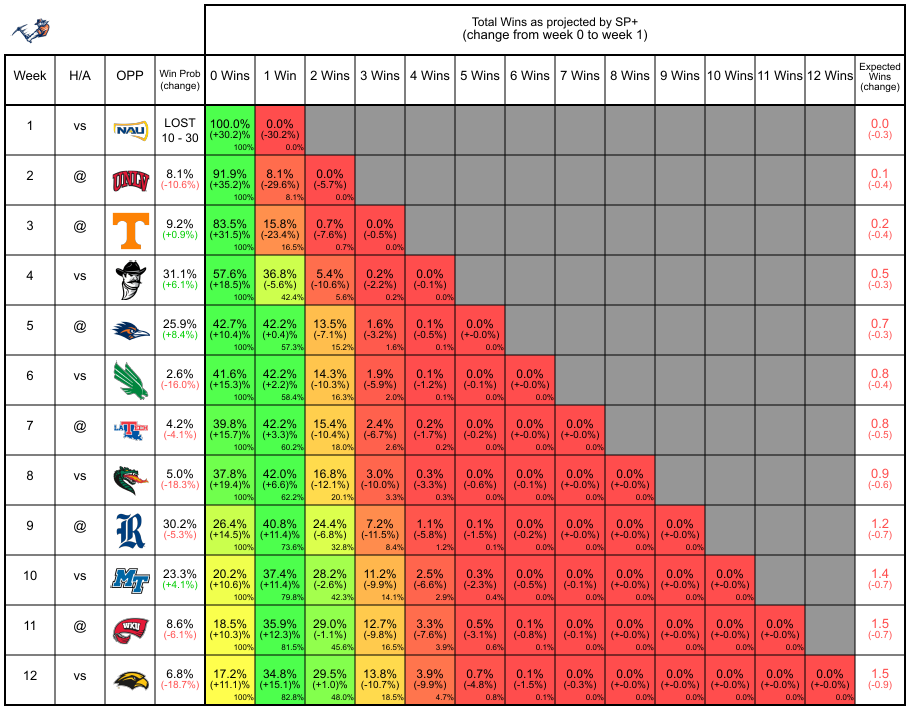 Total Wins as projected by SP+
(change from week 0 to week 1)
Week H/A OPP Win Prob (change) 0 Wins 1 Win 2 Wins 3 Wins 4 Wins 5 Wins 6 Wins 7 Wins 8 Wins 9 Wins 10 Wins 11 Wins 12 Wins Expected Wins (change)
1 vs NAU LOST 100.0% 0.0% 0.0
10 - 30 (+30.2)% (-30.2%) (-0.3)
100% 0.0%
2 @ UNLV 8.1% 91.9% 8.1% 0.0% 0.1
(-10.6%) (+35.2)% (-29.6%) (-5.7%) (-0.4)
100% 8.1% 0.0%
3 @ T 9.2% 83.5% 15.8% 0.7% 0.0% 0.2
(+0.9%) (+31.5)% (-23.4%) (-7.6%) (-0.5%) (-0.4)
100% 16.5% 0.7% 0.0%
4 vs 31.1% 57.6% 36.8% 5.4% 0.2% 0.0% 0.5
(+6.1%) (+18.5)% (-5.6%) (-10.6%) (-2.2%) (-0.1%) (-0.3)
100% 42.4% 5.6% 0.2% 0.0%
5 @ 25.9% 42.7% 42.2% 13.5% 1.6% 0.1% 0.0% 0.7
(+8.4%) (+10.4)% (+0.4)% (-7.1%) (-3.2%) (-0.5%) (+-0.0%) (-0.3)
100% 57.3% 15.2% 1.6% 0.1% 0.0%
6 vs 2.6% 41.6% 42.2% 14.3% 1.9% 0.1% 0.0% 0.0% 0.8
(-16.0%) (+15.3)% (+2.2)% (-10.3%) (-5.9%) (-1.2%) (-0.1%) (+-0.0%) (-0.4)
100% 58.4% 16.3% 2.0% 0.1% 0.0% 0.0%
7 @ LA TECH 4.2% 39.8% 42.2% 15.4% 2.4% 0.2% 0.0% 0.0% 0.0% 0.8
(-4.1%) (+15.7)% (+3.3)% (-10.4%) (-6.7%) (-1.7%) (-0.2%) (+-0.0%) (+-0.0%) (-0.5)
100% 60.2% 18.0% 2.6% 0.2% 0.0% 0.0% 0.0%
8 vs 5.0% 37.8% 42.0% 16.8% 3.0% 0.3% 0.0% 0.0% 0.0% 0.0% 0.9
(-18.3%) (+19.4)% (+6.6)% (-12.1%) (-10.0%) (-3.3%) (-0.6%) (-0.1%) (+-0.0%) (+-0.0%) (-0.6)
100% 62.2% 20.1% 3.3% 0.3% 0.0% 0.0% 0.0% 0.0%
9 @ R 30.2% 26.4% 40.8% 24.4% 7.2% 1.1% 0.1% 0.0% 0.0% 0.0% 0.0% 1.2
(-5.3%) (+14.5)% (+11.4)% (-6.8%) (-11.5%) (-5.8%) (-1.5%) (-0.2%) (+-0.0%) (+-0.0%) (+-0.0%) (-0.7)
100% 73.6% 32.8% 8.4% 1.2% 0.1% 0.0% 0.0% 0.0% 0.0%
10 vs MT 23.3% 20.2% 37.4% 28.2% 11.2% 2.5% 0.3% 0.0% 0.0% 0.0% 0.0% 0.0% 1.4
(+4.1%) (+10.6)% (+11.4)% (-2.6%) (-9.9%) (-6.6%) (-2.3%) (-0.5%) (-0.1%) (+-0.0%) (+-0.0%) (+-0.0%) (-0.7)
100% 79.8% 42.3% 14.1% 2.9% 0.4% 0.0% 0.0% 0.0% 0.0% 0.0%
11 @ WKU 8.6% 18.5% 35.9% 29.0% 12.7% 3.3% 0.5% 0.1% 0.0% 0.0% 0.0% 0.0% 0.0% 1.5
(-6.1%) (+10.3)% (+12.3)% (-1.1%) (-9.8%) (-7.6%) (-3.1%) (-0.8%) (-0.1%) (+-0.0%) (+-0.0%) (+-0.0%) (+-0.0%) (-0.7)
100% 81.5% 45.6% 16.5% 3.9% 0.6% 0.1% 0.0% 0.0% 0.0% 0.0% 0.0%
12 vs 6.8% 17.2% 34.8% 29.5% 13.8% 3.9% 0.7% 0.1% 0.0% 0.0% 0.0% 0.0% 0.0% 0.0% 1.5
(-18.7%) (+11.1)% (+15.1)% (+1.0)% (-10.7%) (-9.9%) (-4.8%) (-1.5%) (-0.3%) (+-0.0%) (+-0.0%) (+-0.0%) (+-0.0%) (+-0.0%) (-0.9)
100% 82.8% 48.0% 18.5% 4.7% 0.8% 0.1% 0.0% 0.0% 0.0% 0.0% 0.0% 0.0%